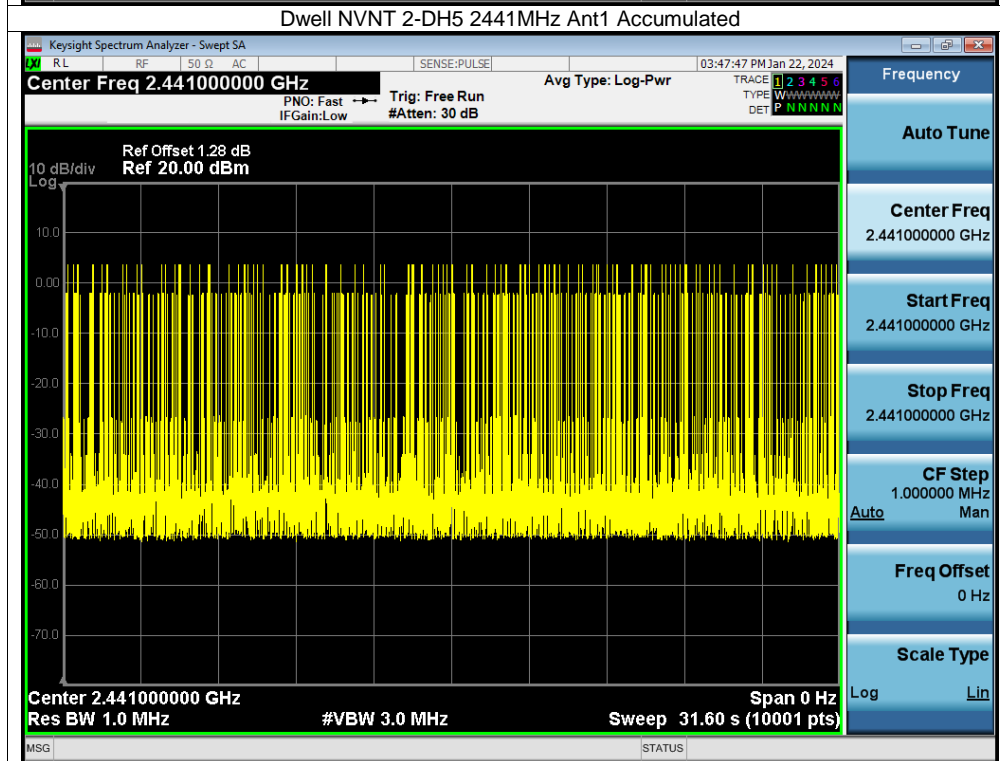 Dwell NVNT 2-DH5 2441MHz Ant1 Accumulated
Keysight Spectrum Analyzer - Swept SA
LXI RL RF 50 Ω AC SENSE:PULSE 03:47:47 PM Jan 22, 2024
Center Freq 2.441000000 GHz Avg Type: Log-Pwr TRACE 1 2 3 4 5 6
PNO: Fast Trig: Free Run TYPE WWWWWW
IFGain:Low #Atten: 30 dB DET P N N N N N
Ref Offset 1.28 dB
10 dB/div Ref 20.00 dBm
Log
10.0
0.00
-10.0
-20.0
-30.0
-40.0
-50.0
-60.0
-70.0
Center 2.441000000 GHz Span 0 Hz
Res BW 1.0 MHz #VBW 3.0 MHz Sweep 31.60 s (10001 pts)
MSG STATUS
Frequency
Auto Tune
Center Freq
2.441000000 GHz
Start Freq
2.441000000 GHz
Stop Freq
2.441000000 GHz
CF Step
1.000000 MHz
Auto Man
Freq Offset
0 Hz
Scale Type
Log Lin